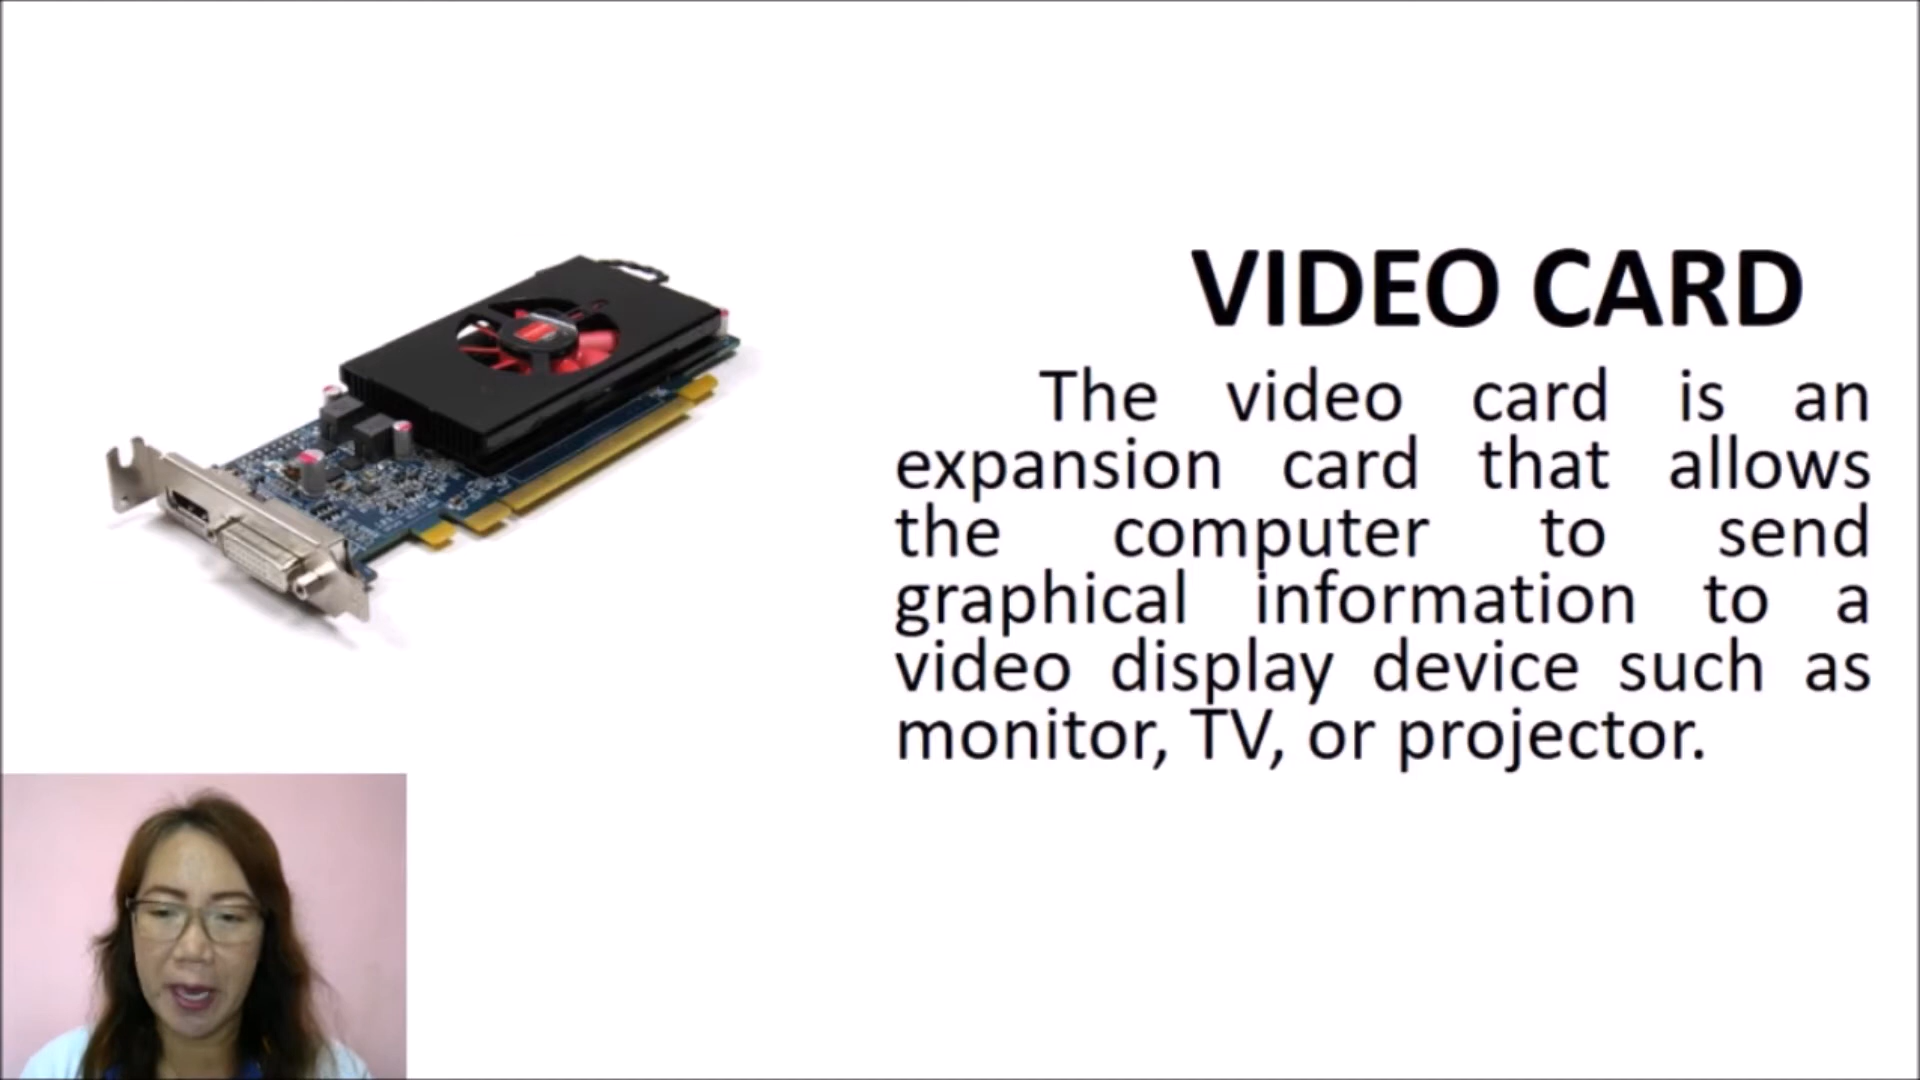 VIDEO CARD
The video card is an
expansion card that allows
the computer to send
graphical information to a
video display device such as
monitor, TV, or projector.